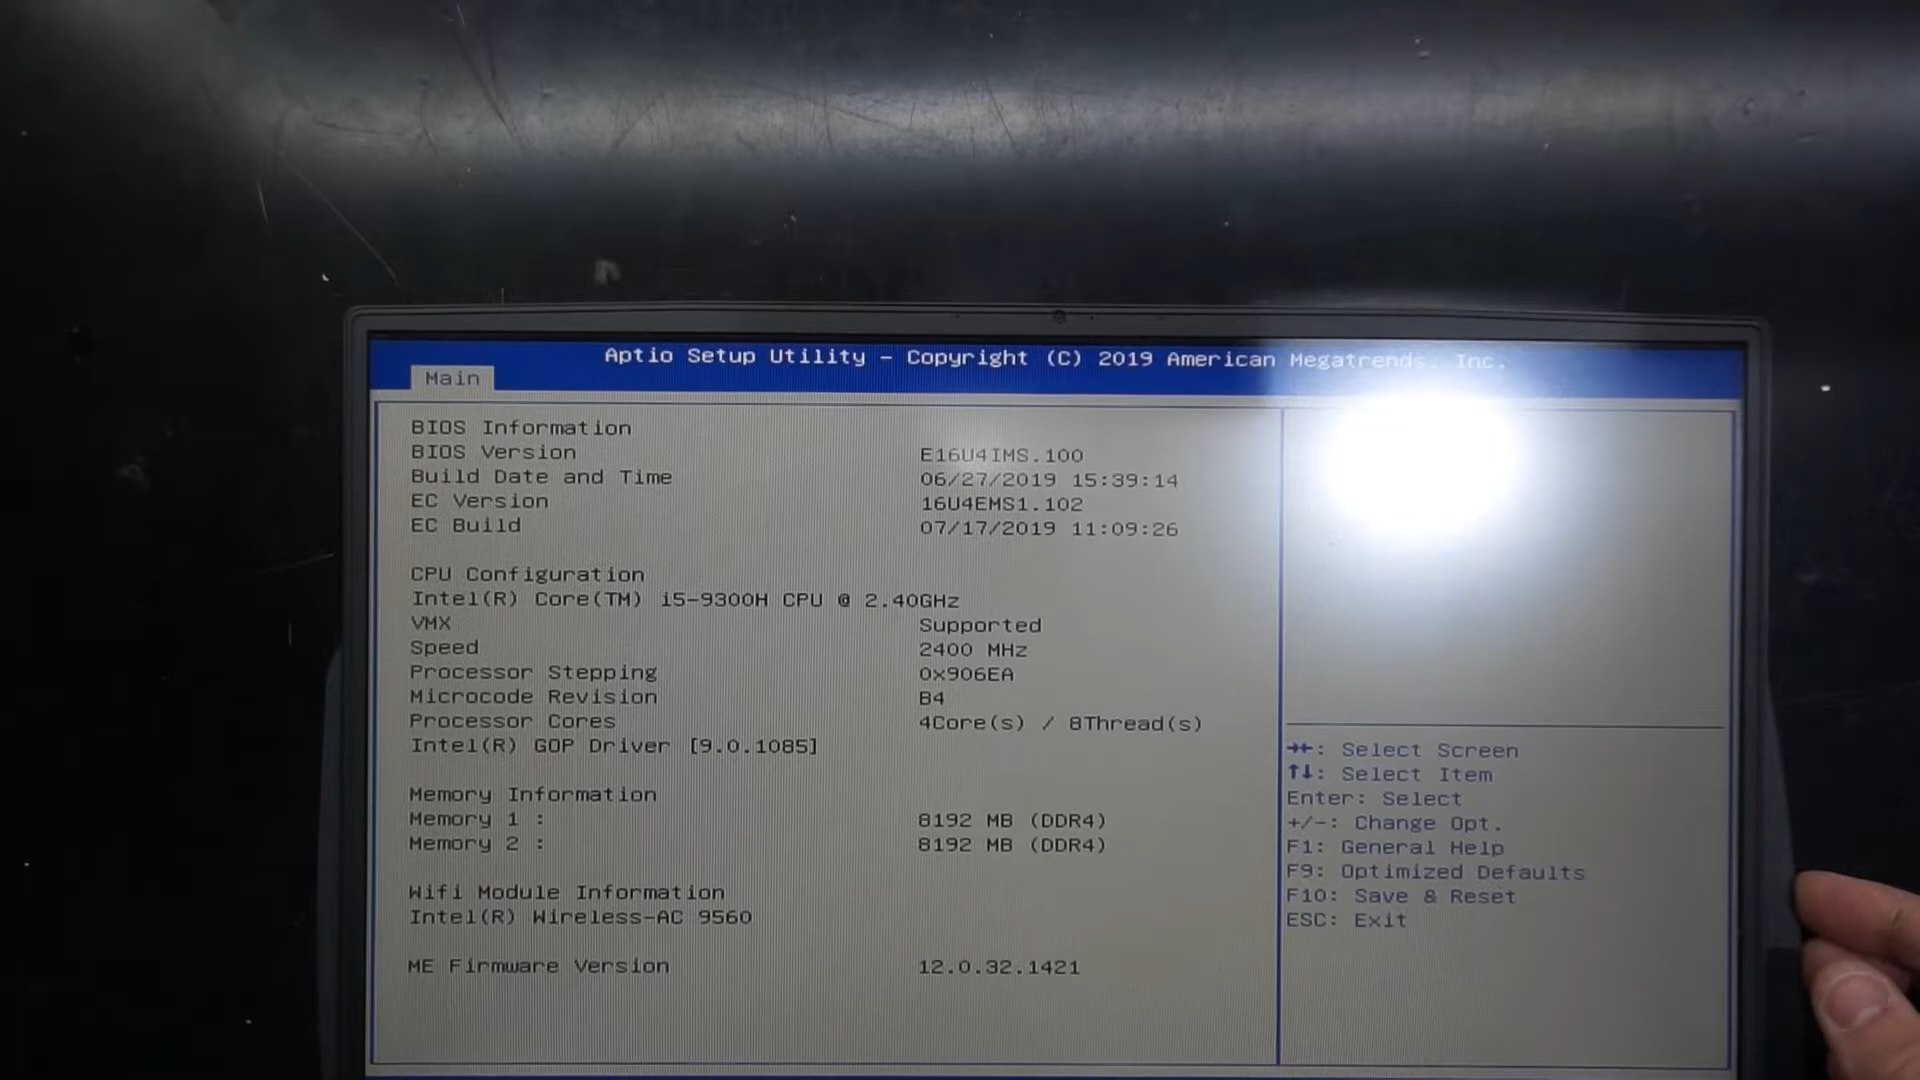 Aptio Setup Utility – Copyright (C) 2019 American Megatrends, Inc.
Main
BIOS Information
BIOS Version E16U4IMS.100
Build Date and Time 06/27/2019 15:39:14
EC Version 16U4EMS1.102
EC Build 07/17/2019 11:09:26
CPU Configuration
Intel(R) Core(TM) i5-9300H CPU @ 2.40GHz
VMX Supported
Speed 2400 MHz
Processor Stepping 0x906EA
Microcode Revision B4
Processor Cores 4Core(s) / 8Thread(s)
Intel(R) GOP Driver [9.0.1085]
Memory Information
Memory 1 : 8192 MB (DDR4)
Memory 2 : 8192 MB (DDR4)
Wifi Module Information
Intel(R) Wireless-AC 9560
ME Firmware Version 12.0.32.1421
→←: Select Screen
↑↓: Select Item
Enter: Select
+/-: Change Opt.
F1: General Help
F9: Optimized Defaults
F10: Save & Reset
ESC: Exit